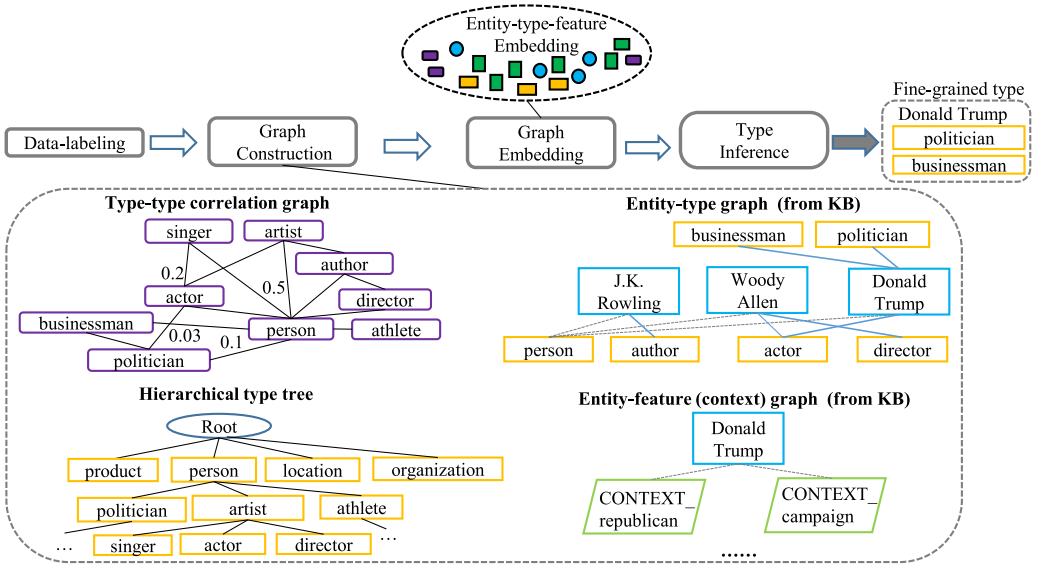 Entity-type-feature
Embedding
Data-labeling
Graph
Construction
Graph
Embedding
Type
Inference
Fine-grained type
Donald Trump
politician
businessman
Type-type correlation graph
singer
artist
author
0.2
0.5
actor
director
businessman
person
athlete
0.03
0.1
politician
Entity-type graph (from KB)
businessman
politician
J.K.
Rowling
Woody
Allen
Donald
Trump
person
author
actor
director
Hierarchical type tree
Root
product
person
location
organization
politician
artist
athlete
...
singer
actor
director
...
Entity-feature (context) graph (from KB)
Donald
Trump
CONTEXT_
republican
CONTEXT_
campaign
......